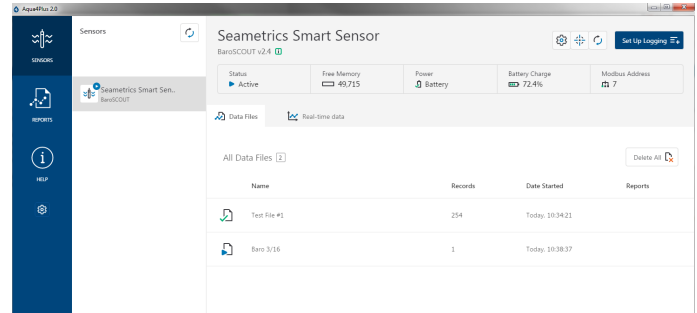 Aqua4Plus 2.0
SENSORS
REPORTS
HELP
Sensors
Seametrics Smart Sen..
BaroSCOUT
Seametrics Smart Sensor
BaroSCOUT v2.4
Set Up Logging
Status
Active
Free Memory
49,715
Power
Battery
Battery Charge
72.4%
Modbus Address
7
Data Files
Real-time data
All Data Files 2
Delete All
Name Records Date Started Reports
Test File #1 254 Today, 10:34:21
Baro 3/16 1 Today, 10:38:37